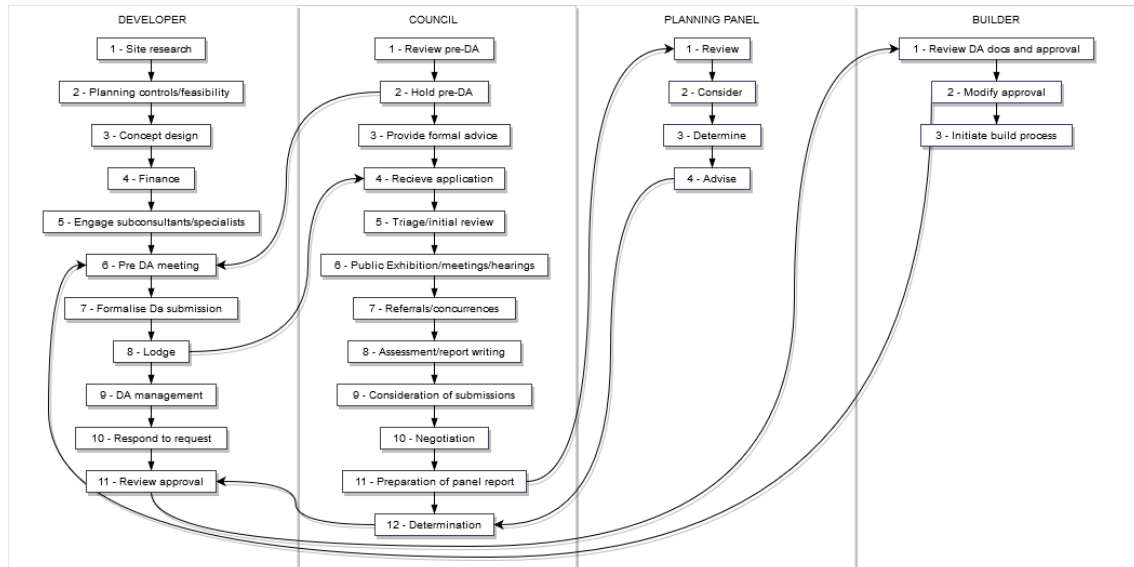 DEVELOPER
1 - Site research
2 - Planning controls/feasibility
3 - Concept design
4 - Finance
5 - Engage subconsultants/specialists
6 - Pre DA meeting
7 - Formalise Da submission
8 - Lodge
9 - DA management
10 - Respond to request
11 - Review approval
COUNCIL
1 - Review pre-DA
2 - Hold pre-DA
3 - Provide formal advice
4 - Recieve application
5 - Triage/initial review
6 - Public Exhibition/meetings/hearings
7 - Referrals/concurrences
8 - Assessment/report writing
9 - Consideration of submissions
10 - Negotiation
11 - Preparation of panel report
12 - Determination
PLANNING PANEL
1 - Review
2 - Consider
3 - Determine
4 - Advise
BUILDER
1 - Review DA docs and approval
2 - Modify approval
3 - Initiate build process